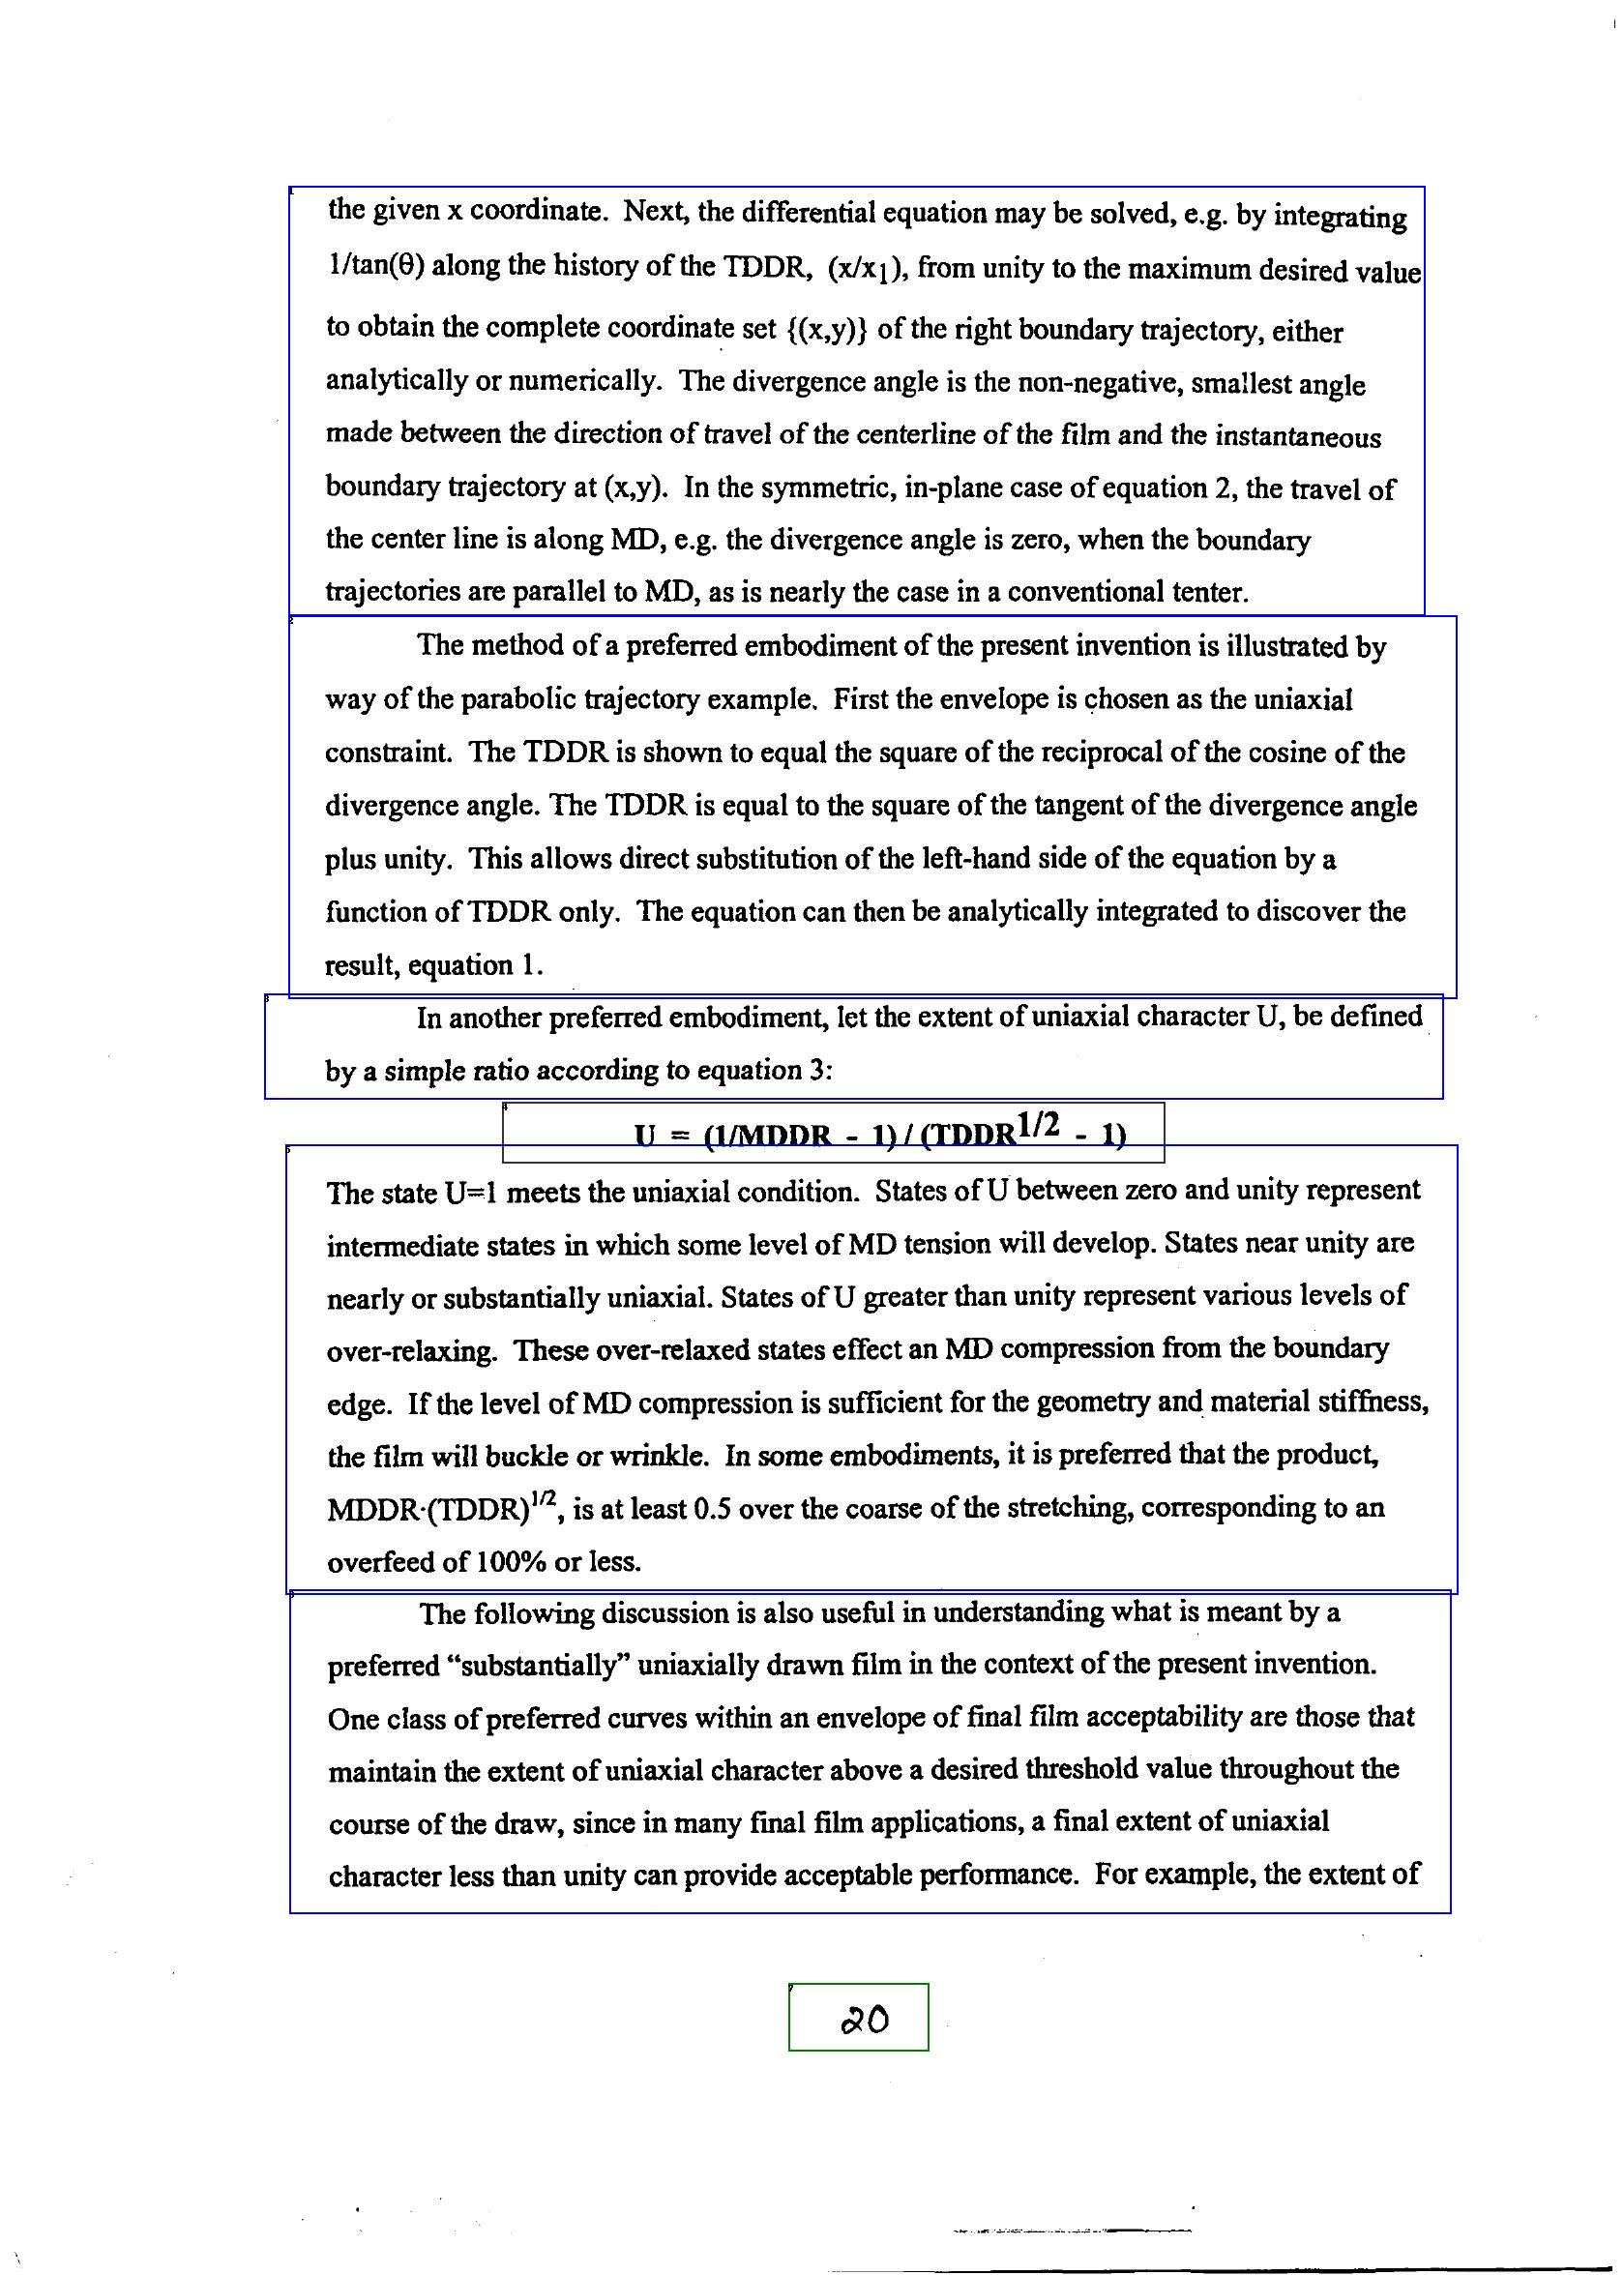 the given x coordinate. Next, the differential equation may be solved, e.g. by integrating
1/tan(θ) along the history of the TDDR, (x/x1), from unity to the maximum desired value
to obtain the complete coordinate set {(x,y)} of the right boundary trajectory, either
analytically or numerically. The divergence angle is the non-negative, smallest angle
made between the direction of travel of the centerline of the film and the instantaneous
boundary trajectory at (x,y). In the symmetric, in-plane case of equation 2, the travel of
the center line is along MD, e.g. the divergence angle is zero, when the boundary
trajectories are parallel to MD, as is nearly the case in a conventional tenter.
The method of a preferred embodiment of the present invention is illustrated by
way of the parabolic trajectory example. First the envelope is chosen as the uniaxial
constraint. The TDDR is shown to equal the square of the reciprocal of the cosine of the
divergence angle. The TDDR is equal to the square of the tangent of the divergence angle
plus unity. This allows direct substitution of the left-hand side of the equation by a
function of TDDR only. The equation can then be analytically integrated to discover the
result, equation 1.
In another preferred embodiment, let the extent of uniaxial character U, be defined
by a simple ratio according to equation 3:
U = (1/MDDR - 1) / (TDDR^1/2 - 1)
The state U=1 meets the uniaxial condition. States of U between zero and unity represent
intermediate states in which some level of MD tension will develop. States near unity are
nearly or substantially uniaxial. States of U greater than unity represent various levels of
over-relaxing. These over-relaxed states effect an MD compression from the boundary
edge. If the level of MD compression is sufficient for the geometry and material stiffness,
the film will buckle or wrinkle. In some embodiments, it is preferred that the product,
MDDR·(TDDR)^1/2, is at least 0.5 over the coarse of the stretching, corresponding to an
overfeed of 100% or less.
The following discussion is also useful in understanding what is meant by a
preferred “substantially” uniaxially drawn film in the context of the present invention.
One class of preferred curves within an envelope of final film acceptability are those that
maintain the extent of uniaxial character above a desired threshold value throughout the
course of the draw, since in many final film applications, a final extent of uniaxial
character less than unity can provide acceptable performance. For example, the extent of
20